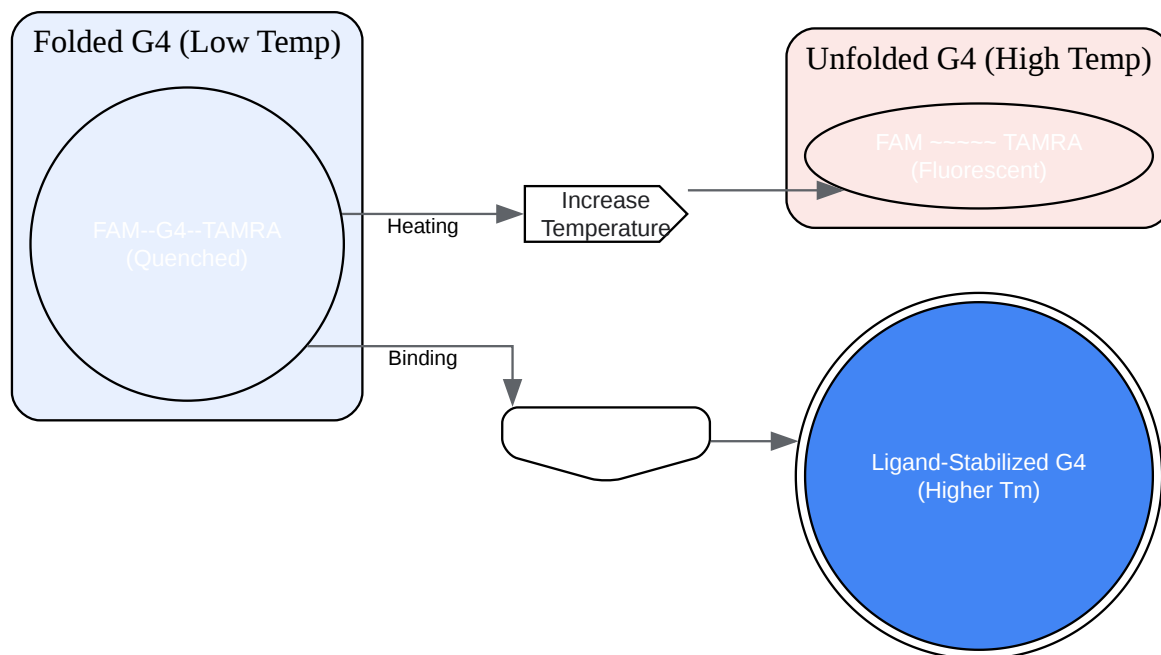 Folded G4 (Low Temp)
FAM--G4--TAMRA
(Quenched)
Heating
Binding
Increase
Temperature
Unfolded G4 (High Temp)
FAM ~~~~~ TAMRA
(Fluorescent)
Ligand-Stabilized G4
(Higher Tm)